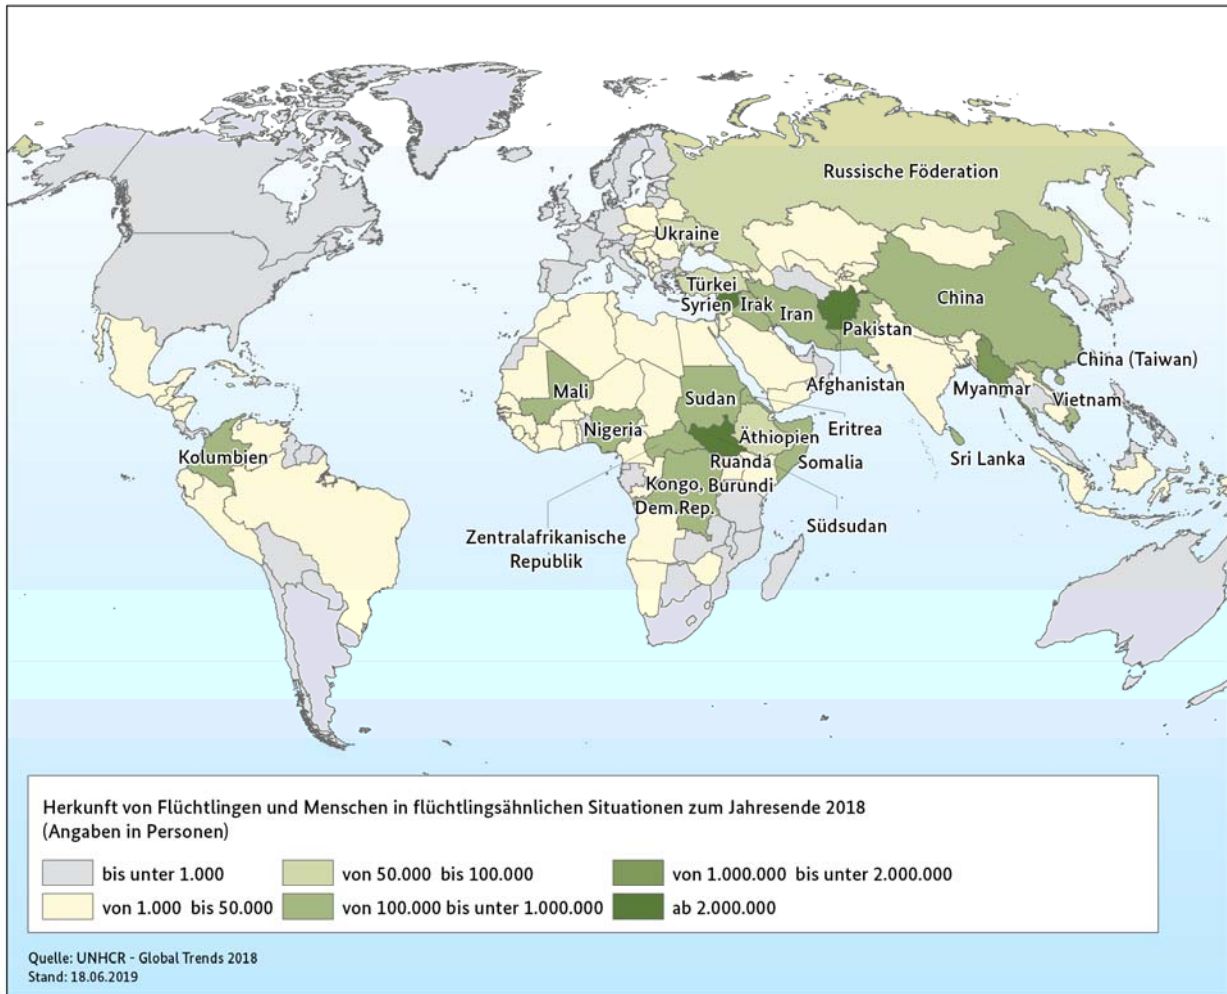 Russische Föderation
Ukraine
Türkei
Syrien
Irak
Iran
China
Pakistan
China (Taiwan)
Afghanistan
Myanmar
Vietnam
Mali
Sudan
Nigeria
Äthiopien
Eritrea
Kolumbien
Ruanda
Somalia
Sri Lanka
Kongo,
Dem.Rep.
Burundi
Südsudan
Zentralafrikanische
Republik
Herkunft von Flüchtlingen und Menschen in flüchtlingsähnlichen Situationen zum Jahresende 2018
(Angaben in Personen)
bis unter 1.000
von 50.000 bis 100.000
von 1.000.000 bis unter 2.000.000
von 1.000 bis 50.000
von 100.000 bis unter 1.000.000
ab 2.000.000
Quelle: UNHCR - Global Trends 2018
Stand: 18.06.2019